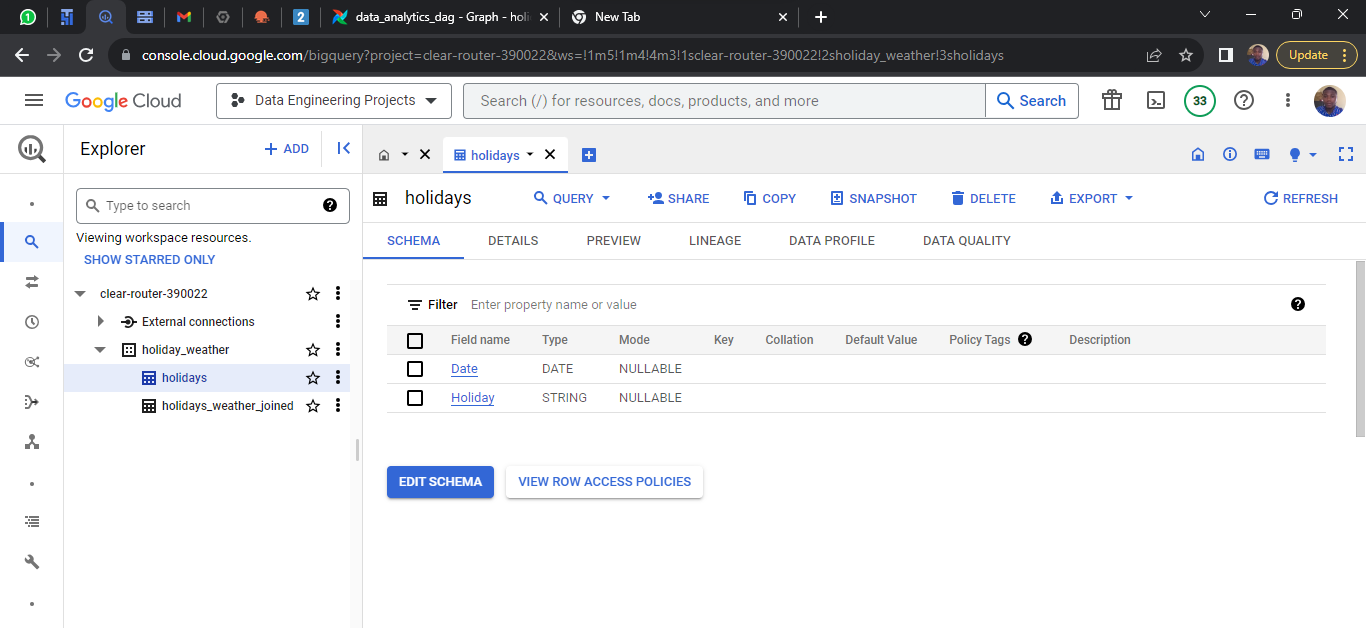 1
2
data_analytics_dag - Graph - holi
New Tab
console.cloud.google.com/bigquery?project=clear-router-390022&ws=!1m5!1m4!4m3!1sclear-router-390022!2sholiday_weather!3sholidays
Update
Google Cloud
Data Engineering Projects
Search (/) for resources, docs, products, and more
Search
33
Explorer
ADD
holidays
Type to search
Viewing workspace resources.
SHOW STARRED ONLY
clear-router-390022
External connections
holiday_weather
holidays
holidays_weather_joined
holidays
QUERY
SHARE
COPY
SNAPSHOT
DELETE
EXPORT
REFRESH
SCHEMA DETAILS PREVIEW LINEAGE DATA PROFILE DATA QUALITY
Filter Enter property name or value
Field name Type Mode Key Collation Default Value Policy Tags Description
Date DATE NULLABLE
Holiday STRING NULLABLE
EDIT SCHEMA
VIEW ROW ACCESS POLICIES